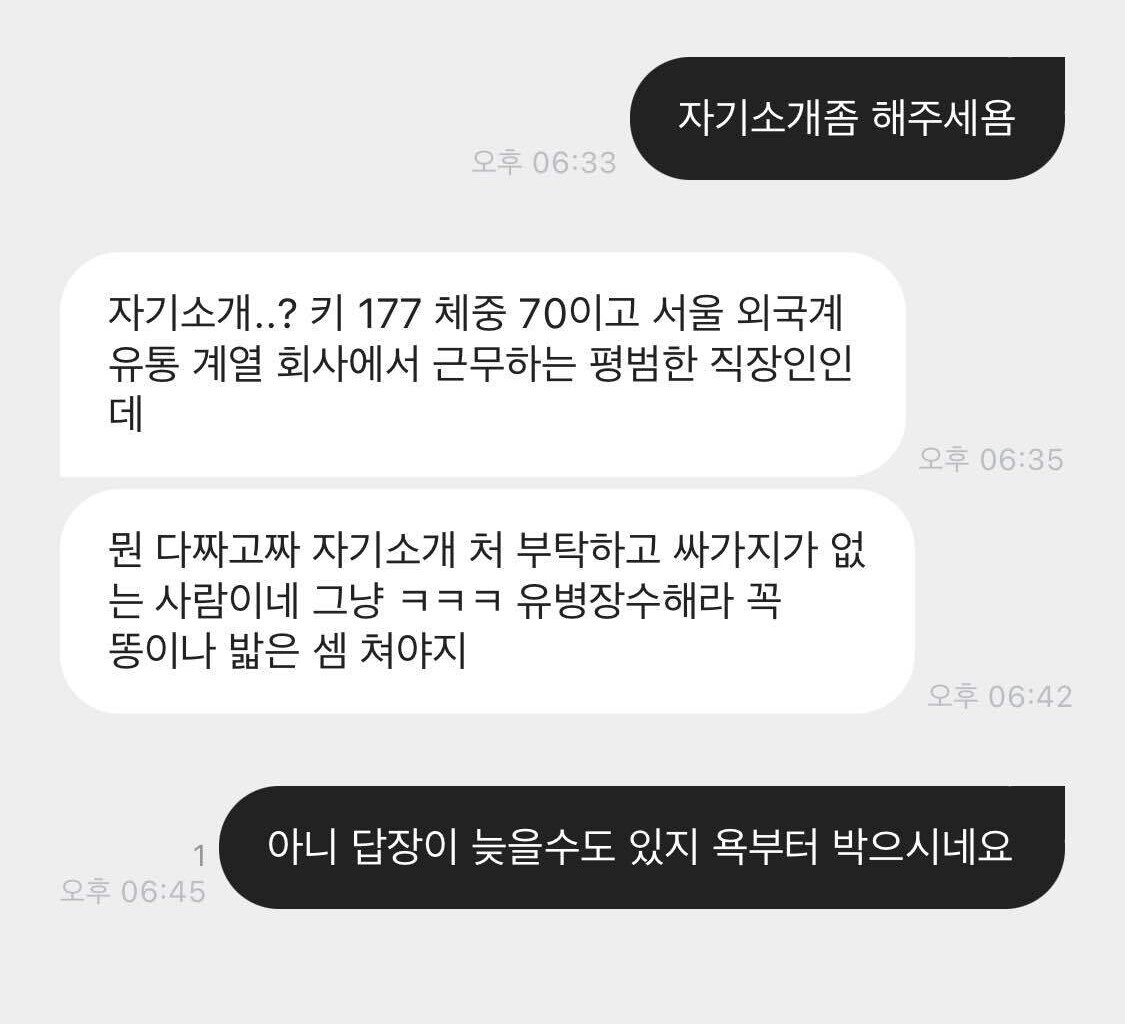 자기소개좀 해주세욤
오후 06:33
자기소개..? 키 177 체중 70이고 서울 외국계
유통 계열 회사에서 근무하는 평범한 직장인인
데
오후 06:35
뭔 다짜고짜 자기소개 처 부탁하고 싸가지가 없
는 사람이네 그냥 ㅋㅋㅋ 유병장수해라 꼭
똥이나 밟은 셈 쳐야지
오후 06:42
아니 답장이 늦을수도 있지 욕부터 박으시네요
1
오후 06:45